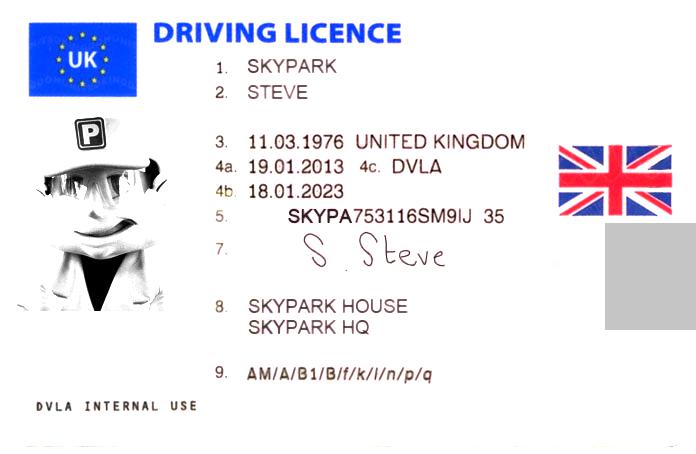 DRIVING LICENCE
UK
1. SKYPARK
2. STEVE
P
3. 11.03.1976 UNITED KINGDOM
4a. 19.01.2013 4c. DVLA
4b. 18.01.2023
5. SKYPA753116SM9IJ 35
7. S. Steve
8. SKYPARK HOUSE
SKYPARK HQ
9. AM/A/B1/B/f/k/l/n/p/q
DVLA INTERNAL USE